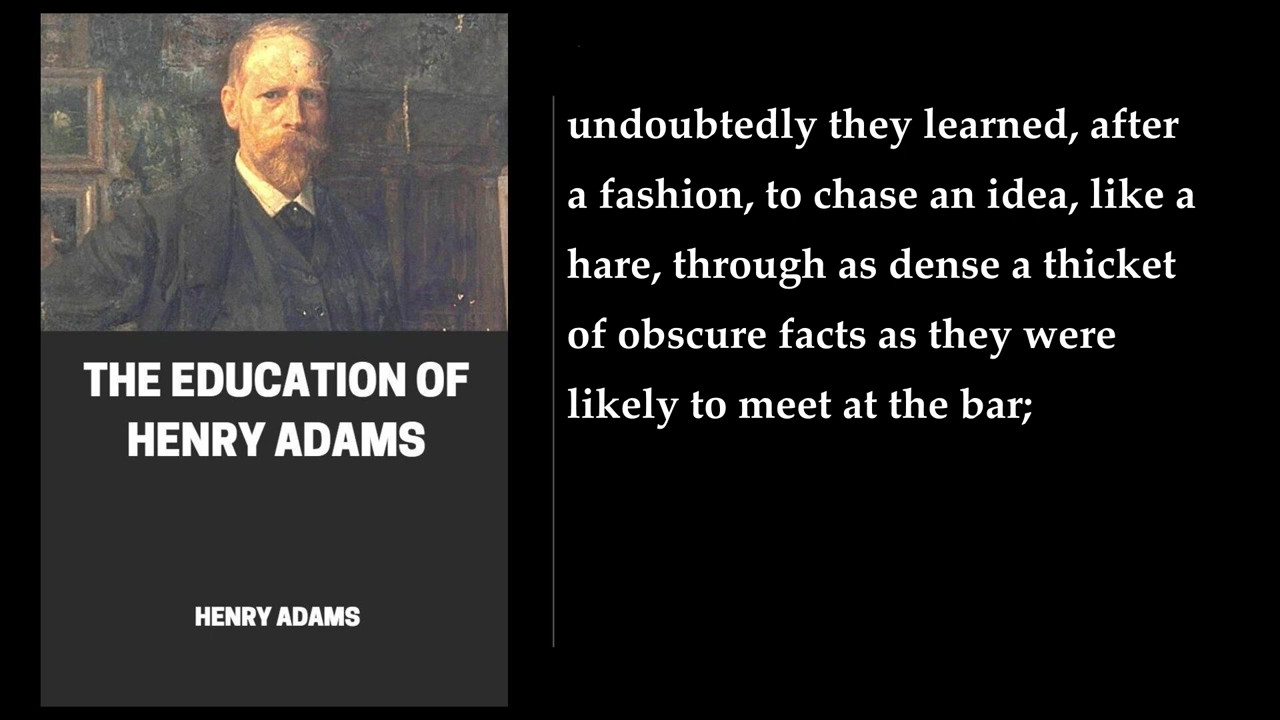 THE EDUCATION OF
HENRY ADAMS
HENRY ADAMS
undoubtedly they learned, after
a fashion, to chase an idea, like a
hare, through as dense a thicket
of obscure facts as they were
likely to meet at the bar;